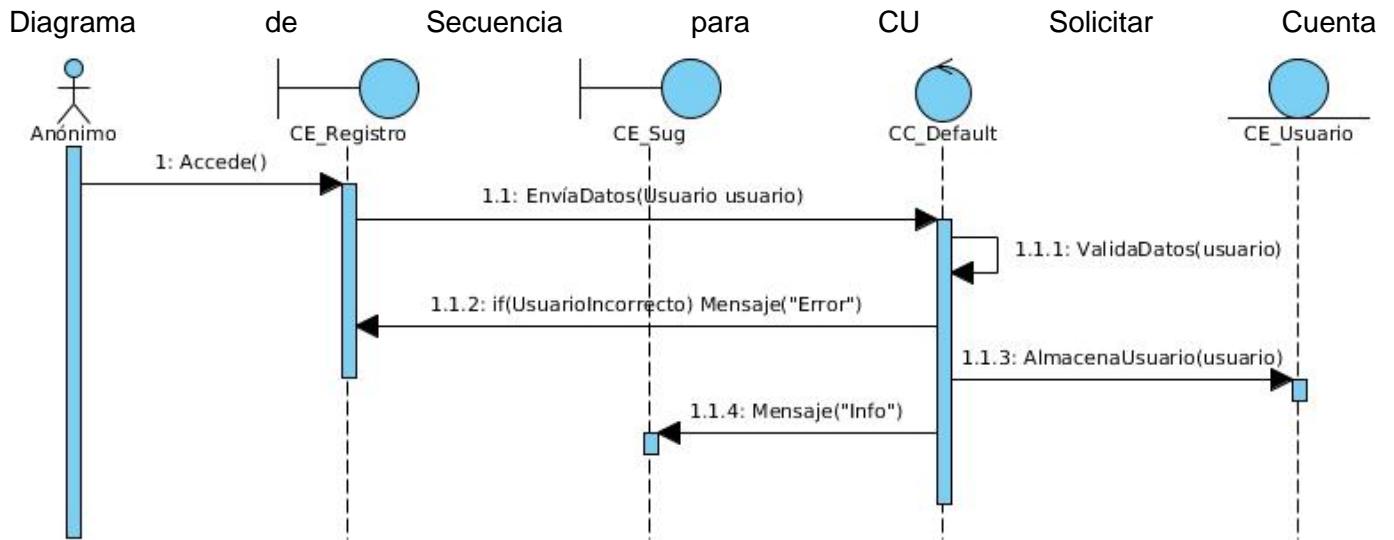 Diagrama de Secuencia para CU Solicitar Cuenta
Anónimo
CE_Registro
CE_Sug
CC_Default
CE_Usuario
1: Accede()
1.1: EnvíaDatos(Usuario usuario)
1.1.1: ValidaDatos(usuario)
1.1.2: if(UsuarioIncorrecto) Mensaje("Error")
1.1.3: AlmacenaUsuario(usuario)
1.1.4: Mensaje("Info")